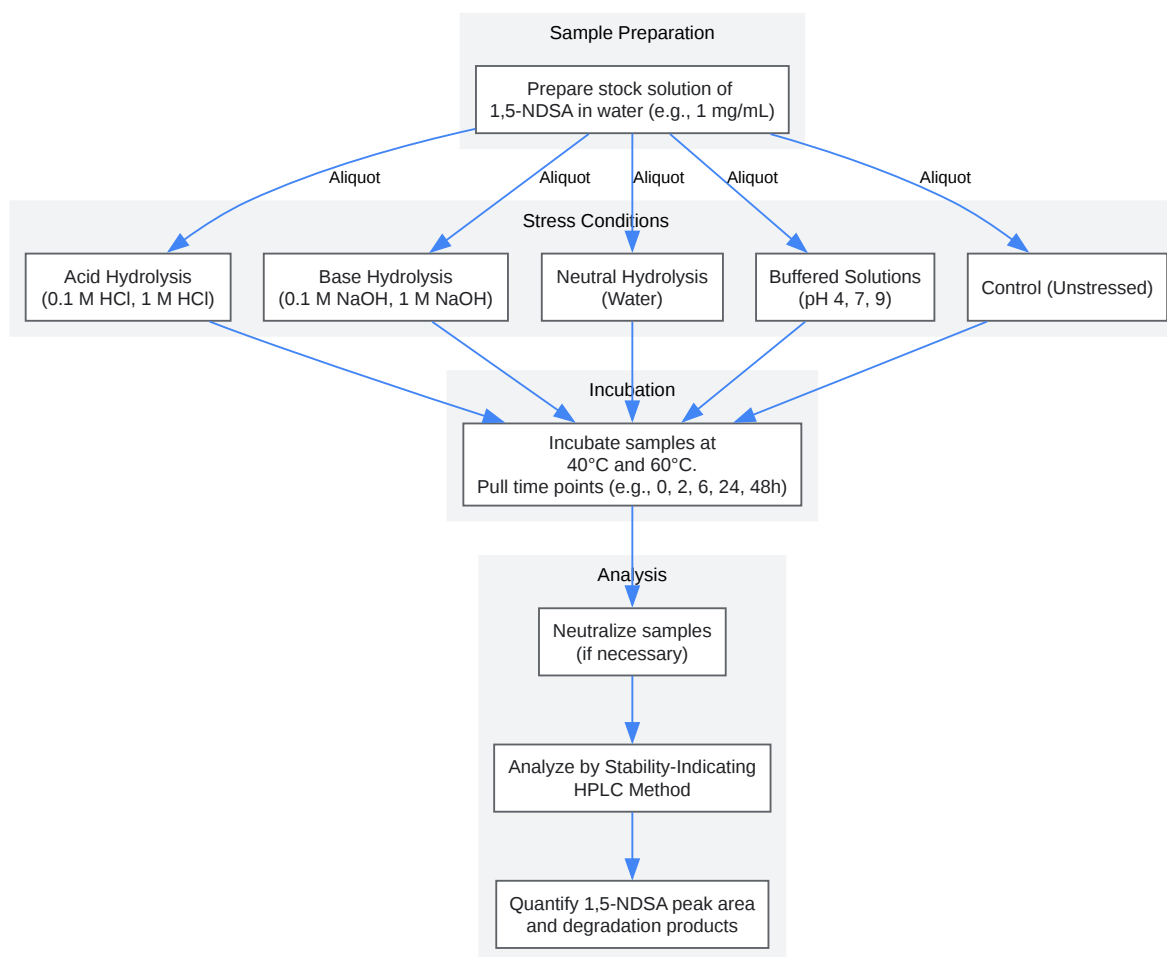 Sample Preparation
Prepare stock solution of
1,5-NDSA in water (e.g., 1 mg/mL)
Aliquot
Aliquot
Aliquot
Aliquot
Aliquot
Stress Conditions
Acid Hydrolysis
(0.1 M HCl, 1 M HCl)
Base Hydrolysis
(0.1 M NaOH, 1 M NaOH)
Neutral Hydrolysis
(Water)
Buffered Solutions
(pH 4, 7, 9)
Control (Unstressed)
Incubation
Incubate samples at
40°C and 60°C.
Pull time points (e.g., 0, 2, 6, 24, 48h)
Analysis
Neutralize samples
(if necessary)
Analyze by Stability-Indicating
HPLC Method
Quantify 1,5-NDSA peak area
and degradation products